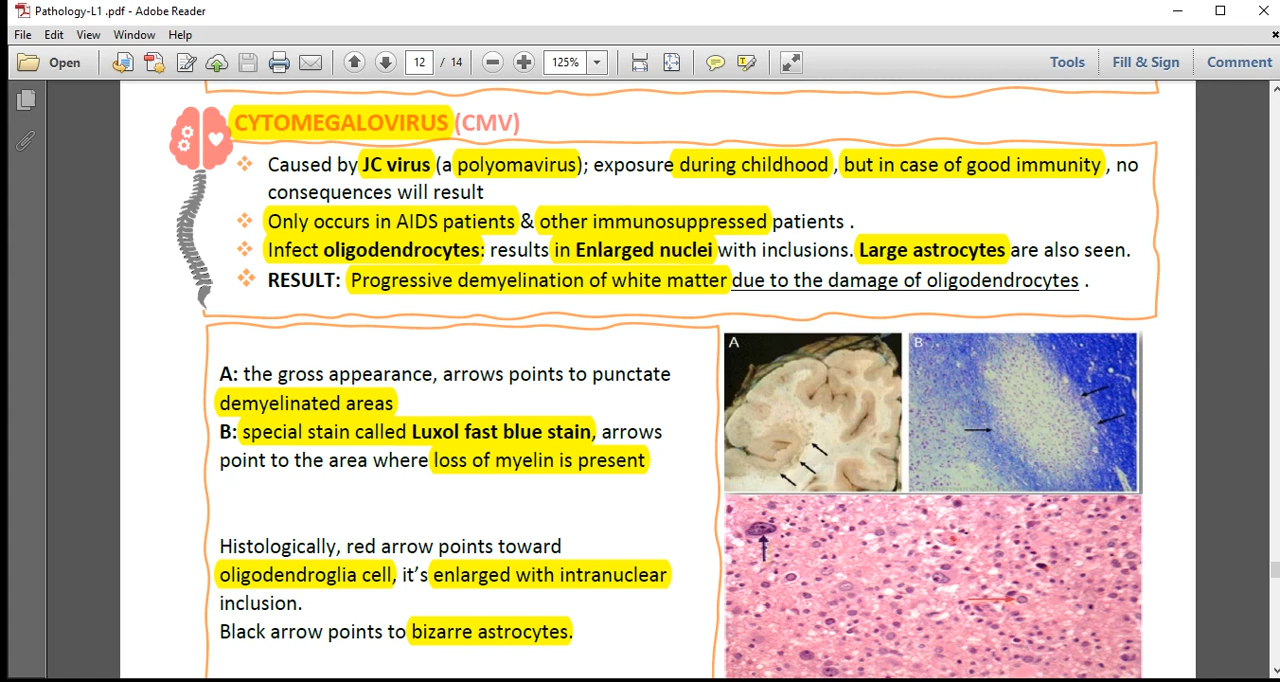 Pathology-L1 .pdf - Adobe Reader
File Edit View Window Help
Open 12 / 14 125% Tools Fill & Sign Comment
CYTOMEGALOVIRUS (CMV)
Caused by JC virus (a polyomavirus); exposure during childhood , but in case of good immunity , no
consequences will result
Only occurs in AIDS patients & other immunosuppressed patients .
Infect oligodendrocytes: results in Enlarged nuclei with inclusions. Large astrocytes are also seen.
RESULT: Progressive demyelination of white matter due to the damage of oligodendrocytes .
A: the gross appearance, arrows points to punctate
demyelinated areas
B: special stain called Luxol fast blue stain, arrows
point to the area where loss of myelin is present
Histologically, red arrow points toward
oligodendroglia cell, it’s enlarged with intranuclear
inclusion.
Black arrow points to bizarre astrocytes.
A
B